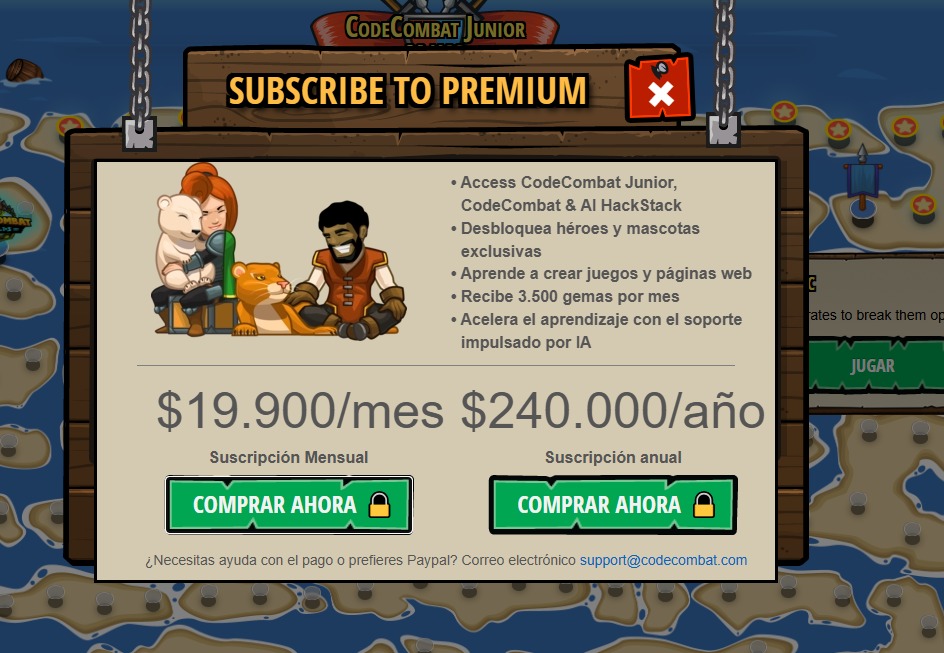 CODECOMBAT JUNIOR
SUBSCRIBE TO PREMIUM
• Access CodeCombat Junior,
CodeCombat & AI HackStack
• Desbloquea héroes y mascotas
exclusivas
• Aprende a crear juegos y páginas web
• Recibe 3.500 gemas por mes
• Acelera el aprendizaje con el soporte
impulsado por IA
$19.900/mes $240.000/año
Suscripción Mensual Suscripción anual
COMPRAR AHORA COMPRAR AHORA
¿Necesitas ayuda con el pago o prefieres Paypal? Correo electrónico support@codecombat.com
to break them
JUGAR